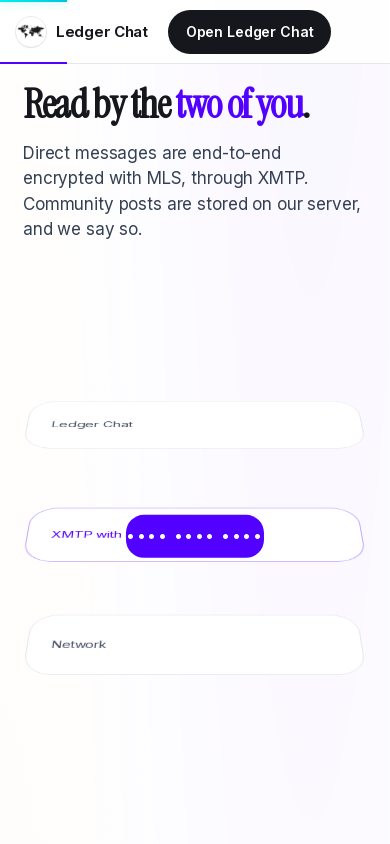 Ledger Chat
Open Ledger Chat
Read by the two of you.
Direct messages are end-to-end
encrypted with MLS, through XMTP.
Community posts are stored on our server,
and we say so.
Ledger Chat
XMTP with •••• •••• ••••
Network